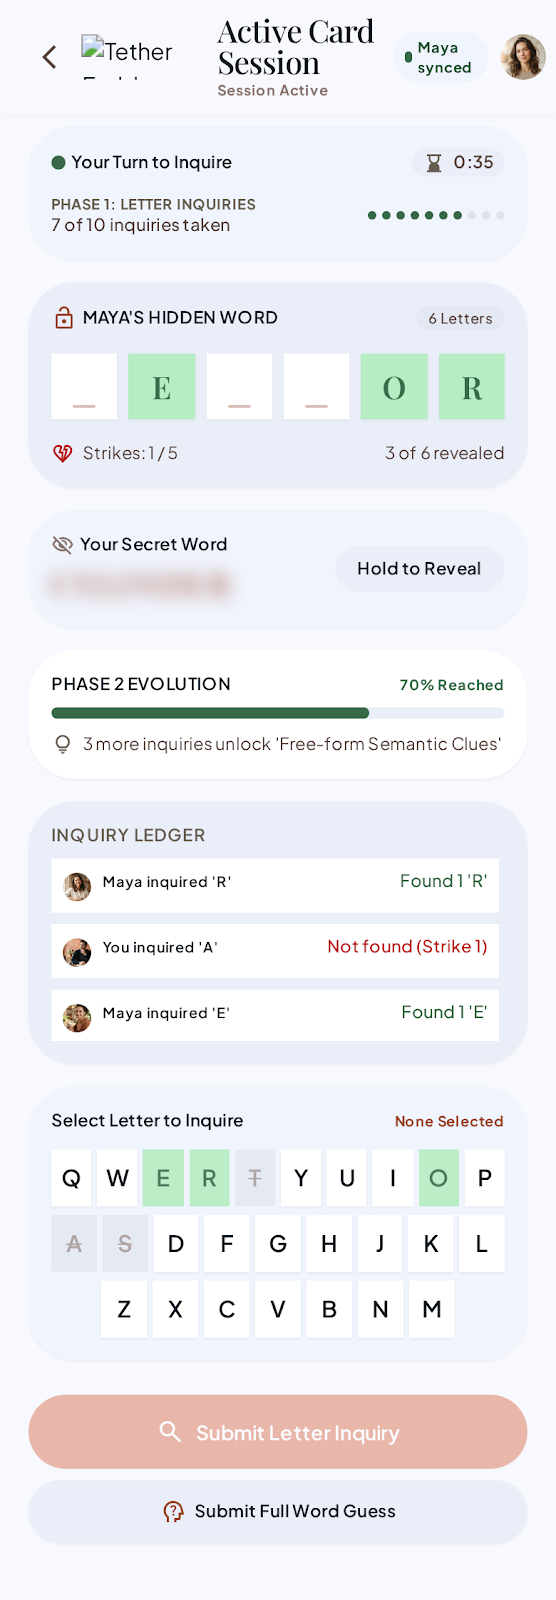 Tether
Active Card
Session
Session Active
Maya
synced
Your Turn to Inquire
0:35
PHASE 1: LETTER INQUIRIES
7 of 10 inquiries taken
MAYA'S HIDDEN WORD
6 Letters
_ E _ _ O R
Strikes: 1 / 5
3 of 6 revealed
Your Secret Word
Hold to Reveal
PHASE 2 EVOLUTION
70% Reached
3 more inquiries unlock 'Free-form Semantic Clues'
INQUIRY LEDGER
Maya inquired 'R'
Found 1 'R'
You inquired 'A'
Not found (Strike 1)
Maya inquired 'E'
Found 1 'E'
Select Letter to Inquire
None Selected
Q W E R T Y U I O P
A S D F G H J K L
Z X C V B N M
Submit Letter Inquiry
Submit Full Word Guess